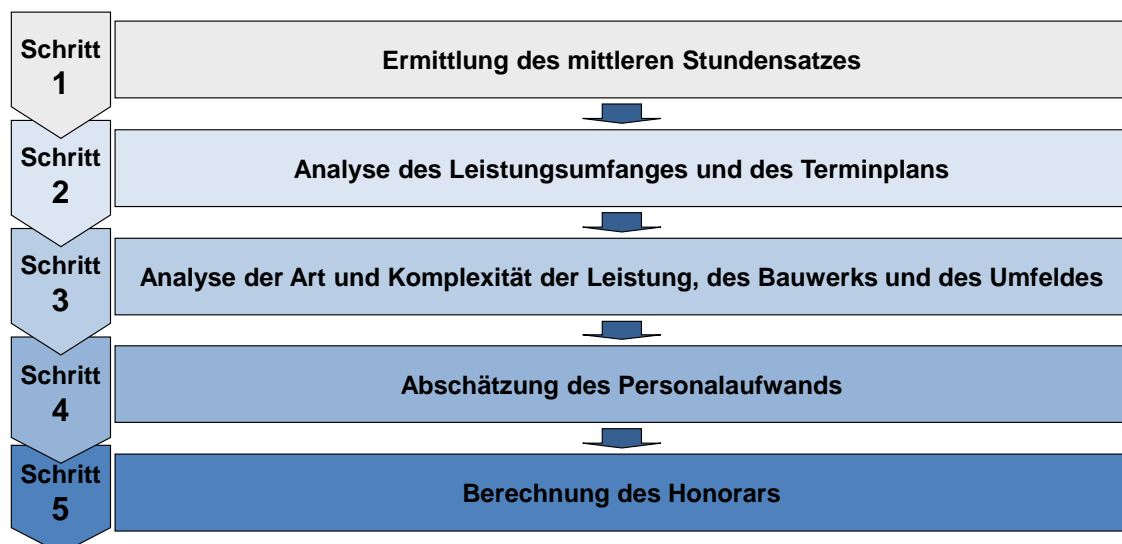 Schritt
1
Ermittlung des mittleren Stundensatzes
Schritt
2
Analyse des Leistungsumfanges und des Terminplans
Schritt
3
Analyse der Art und Komplexität der Leistung, des Bauwerks und des Umfeldes
Schritt
4
Abschätzung des Personalaufwands
Schritt
5
Berechnung des Honorars